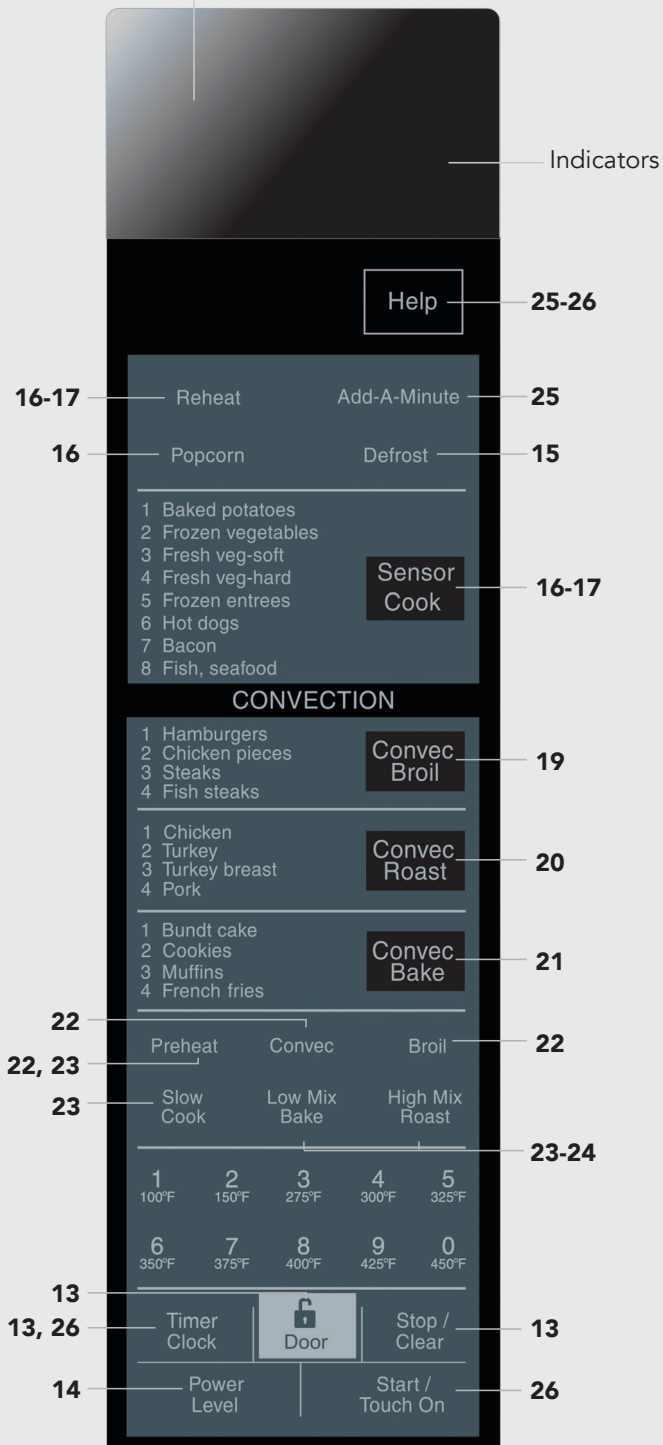 Indicators
Help 25-26
16-17 Reheat Add-A-Minute 25
16 Popcorn Defrost 15
1 Baked potatoes
2 Frozen vegetables
3 Fresh veg-soft
4 Fresh veg-hard
5 Frozen entrees
6 Hot dogs
7 Bacon
8 Fish, seafood
Sensor
Cook
16-17
CONVECTION
1 Hamburgers
2 Chicken pieces
3 Steaks
4 Fish steaks
Convec
Broil
19
1 Chicken
2 Turkey
3 Turkey breast
4 Pork
Convec
Roast
20
1 Bundt cake
2 Cookies
3 Muffins
4 French fries
Convec
Bake
21
22
Preheat Convec Broil 22
22, 23
23
Slow
Cook
Low Mix
Bake
High Mix
Roast
23-24
1 2 3 4 5
100°F 150°F 275°F 300°F 325°F
6 7 8 9 0
350°F 375°F 400°F 425°F 450°F
13
13, 26
Timer
Clock
Door
Stop /
Clear
13
14
Power
Level
Start /
Touch On
26